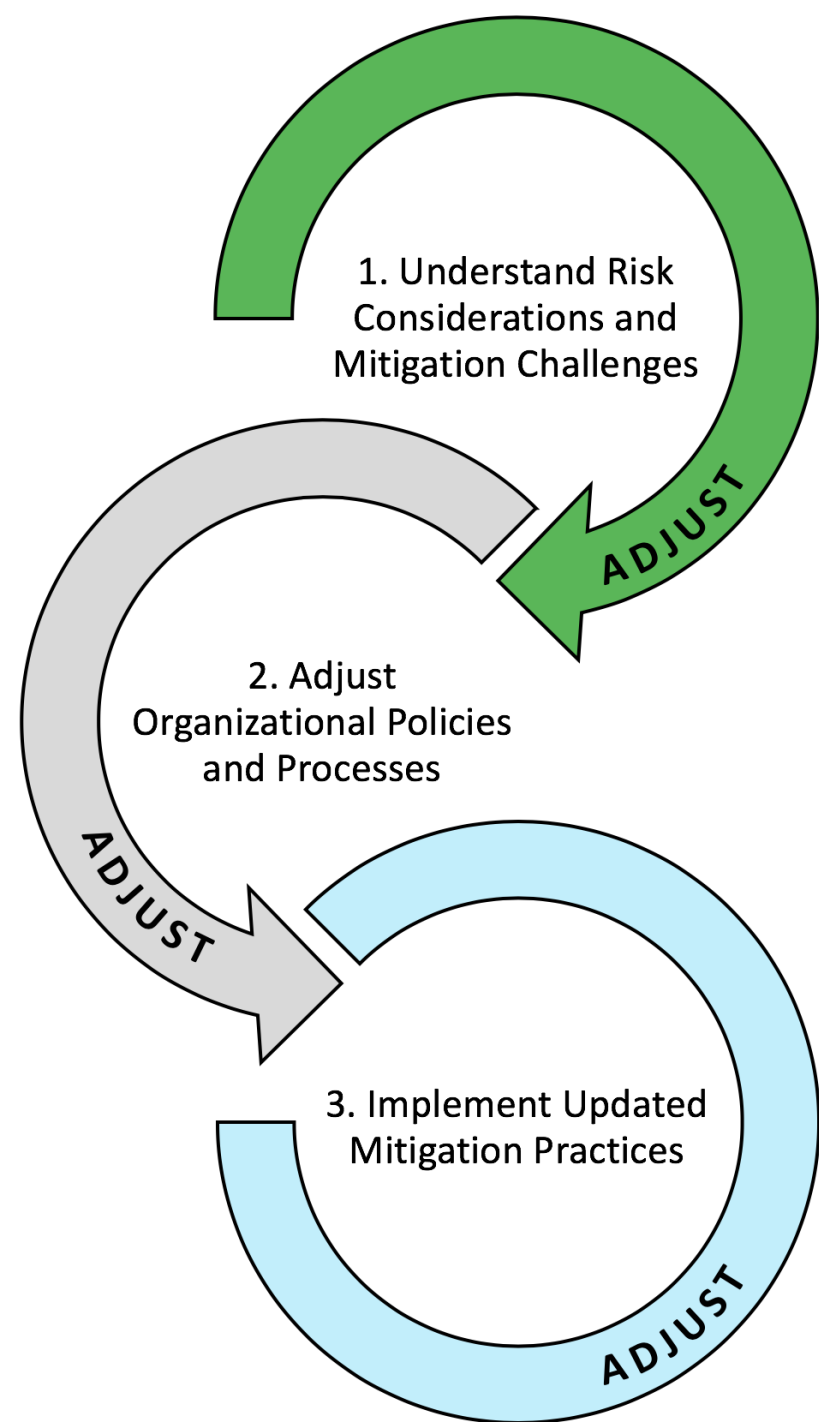 1. Understand Risk
Considerations and
Mitigation Challenges
ADJUST
2. Adjust
Organizational Policies
and Processes
ADJUST
3. Implement Updated
Mitigation Practices
ADJUST